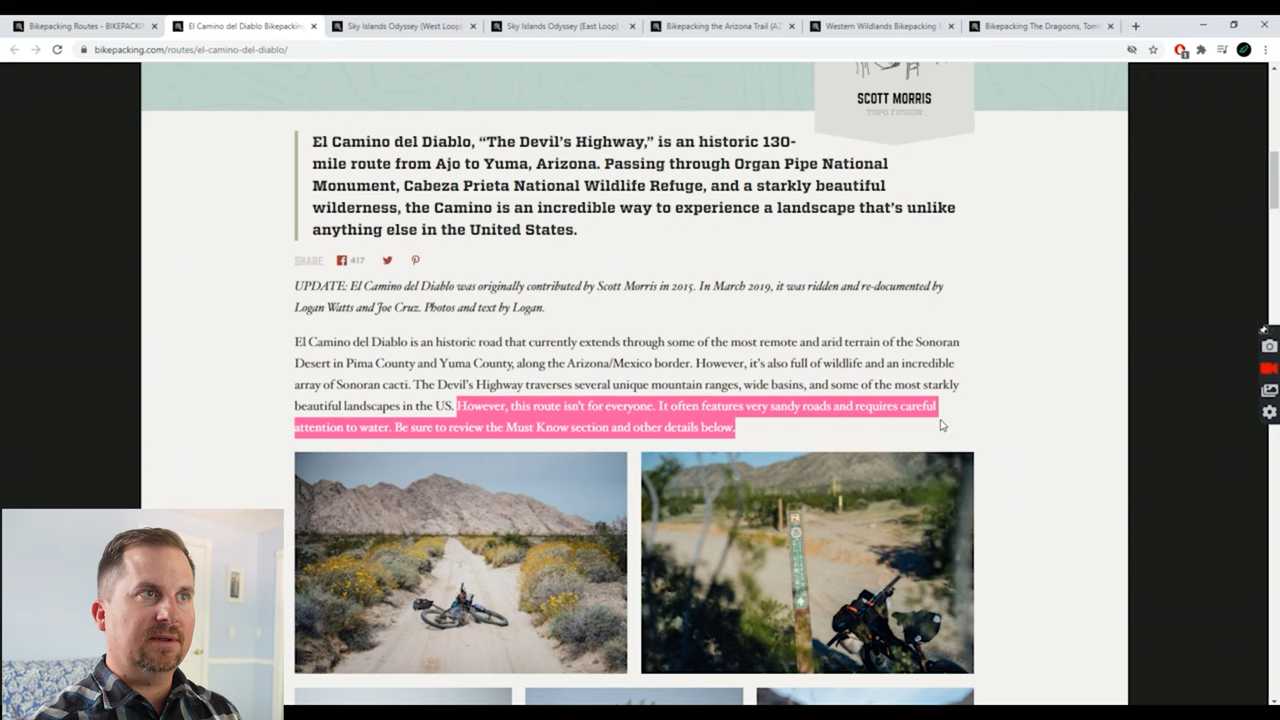 Bikepacking Routes - BIKEPACKI
El Camino del Diablo Bikepackin
Sky Islands Odyssey (West Loop)
Sky Islands Odyssey (East Loop)
Bikepacking the Arizona Trail (AZ
Western Wildlands Bikepacking R
Bikepacking The Dragoons, Tom
bikepacking.com/routes/el-camino-del-diablo/
SCOTT MORRIS
TOPO FUSION
El Camino del Diablo, “The Devil’s Highway,” is an historic 130-
mile route from Ajo to Yuma, Arizona. Passing through Organ Pipe National
Monument, Cabeza Prieta National Wildlife Refuge, and a starkly beautiful
wilderness, the Camino is an incredible way to experience a landscape that’s unlike
anything else in the United States.
SHARE 417
UPDATE: El Camino del Diablo was originally contributed by Scott Morris in 2015. In March 2019, it was ridden and re-documented by
Logan Watts and Joe Cruz. Photos and text by Logan.
El Camino del Diablo is an historic road that currently extends through some of the most remote and arid terrain of the Sonoran
Desert in Pima County and Yuma County, along the Arizona/Mexico border. However, it’s also full of wildlife and an incredible
array of Sonoran cacti. The Devil’s Highway traverses several unique mountain ranges, wide basins, and some of the most starkly
beautiful landscapes in the US. However, this route isn’t for everyone. It often features very sandy roads and requires careful
attention to water. Be sure to review the Must Know section and other details below.